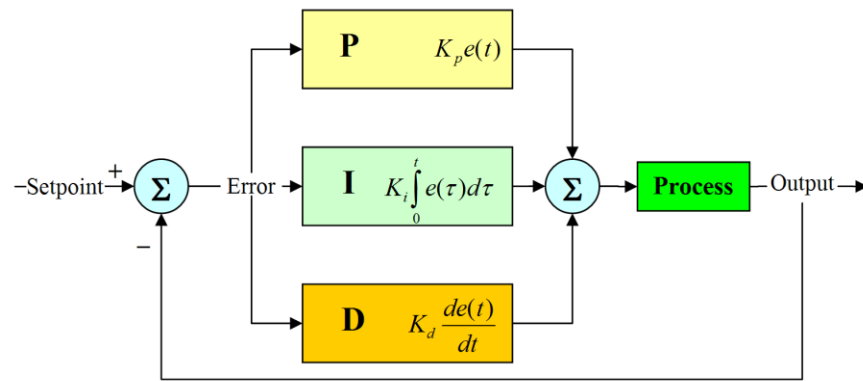 P K_p e(t)
–Setpoint + Σ Error I K_i ∫_0^t e(τ)dτ Σ Process Output
–
D K_d de(t)/dt